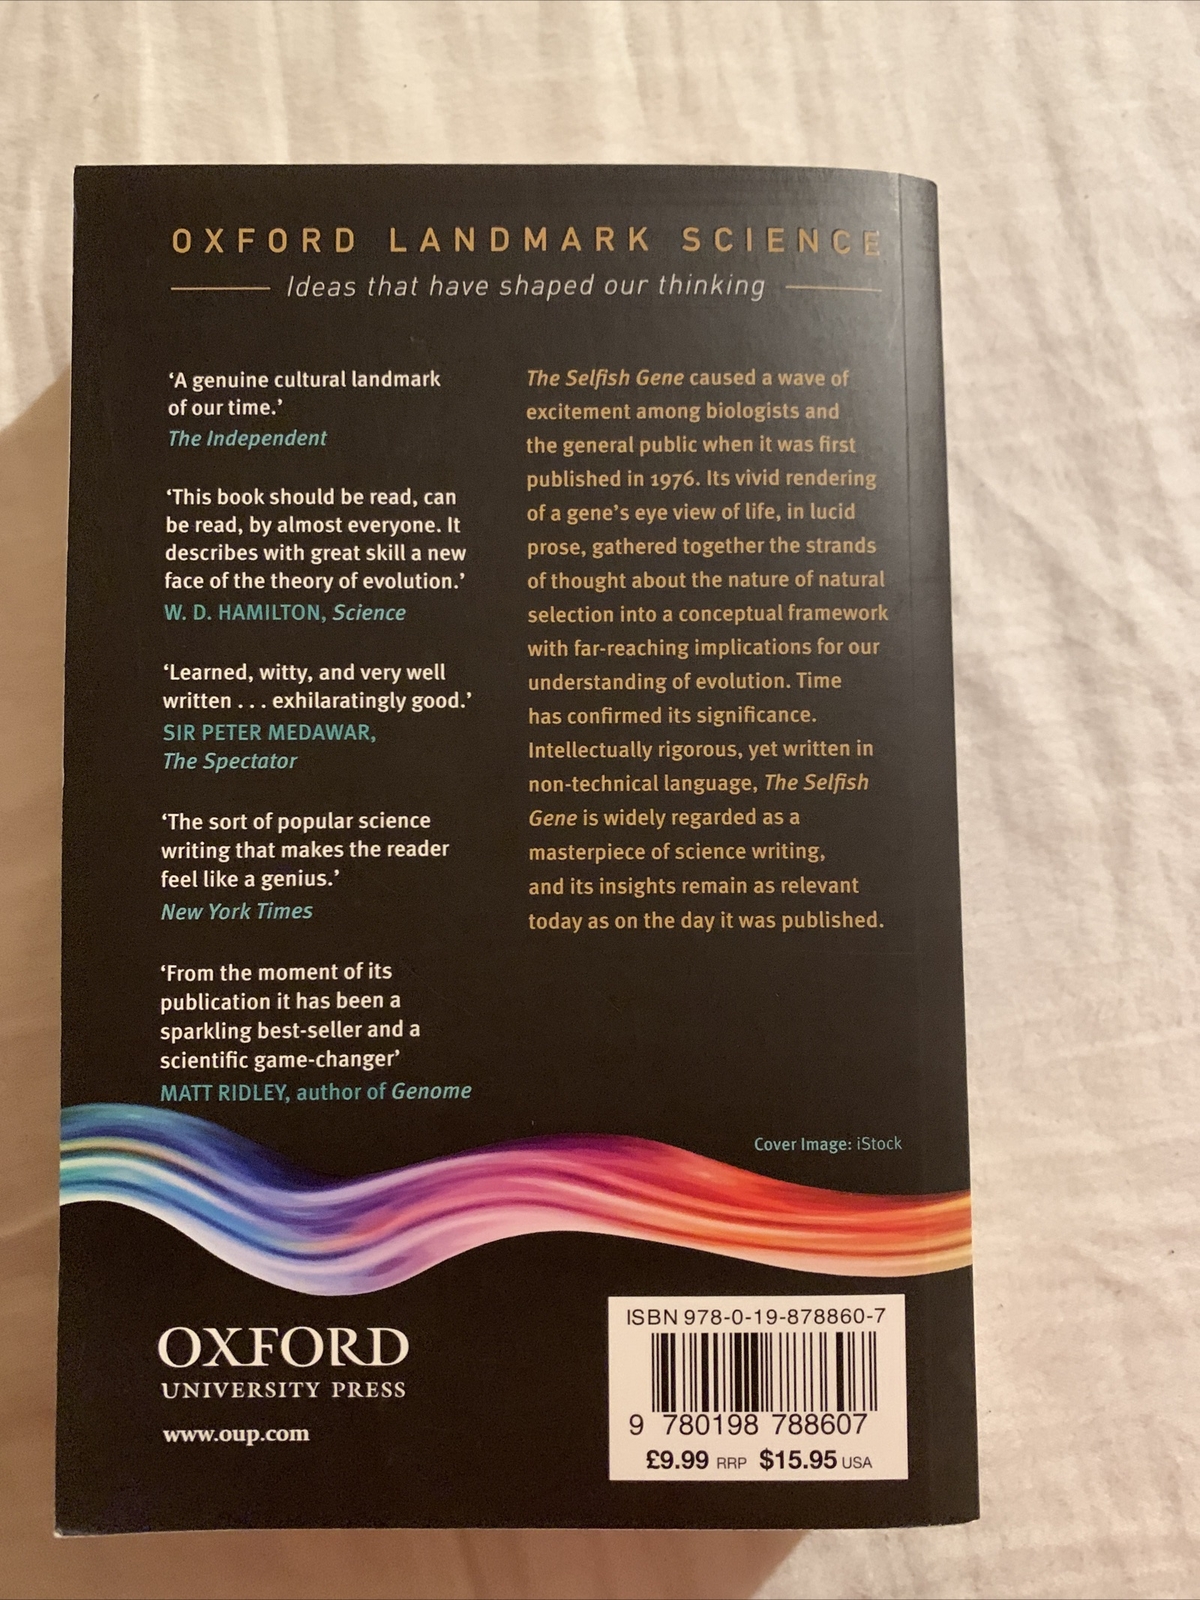 OXFORD LANDMARK SCIENCE
Ideas that have shaped our thinking
‘A genuine cultural landmark
of our time.’
The Independent
‘This book should be read, can
be read, by almost everyone. It
describes with great skill a new
face of the theory of evolution.’
W. D. HAMILTON, Science
‘Learned, witty, and very well
written . . . exhilaratingly good.’
SIR PETER MEDAWAR,
The Spectator
‘The sort of popular science
writing that makes the reader
feel like a genius.’
New York Times
‘From the moment of its
publication it has been a
sparkling best-seller and a
scientific game-changer’
MATT RIDLEY, author of Genome
The Selfish Gene caused a wave of
excitement among biologists and
the general public when it was first
published in 1976. Its vivid rendering
of a gene’s eye view of life, in lucid
prose, gathered together the strands
of thought about the nature of natural
selection into a conceptual framework
with far-reaching implications for our
understanding of evolution. Time
has confirmed its significance.
Intellectually rigorous, yet written in
non-technical language, The Selfish
Gene is widely regarded as a
masterpiece of science writing,
and its insights remain as relevant
today as on the day it was published.
Cover Image: iStock
OXFORD
UNIVERSITY PRESS
www.oup.com
ISBN 978-0-19-878860-7
9 780198 788607
£9.99 RRP $15.95 USA